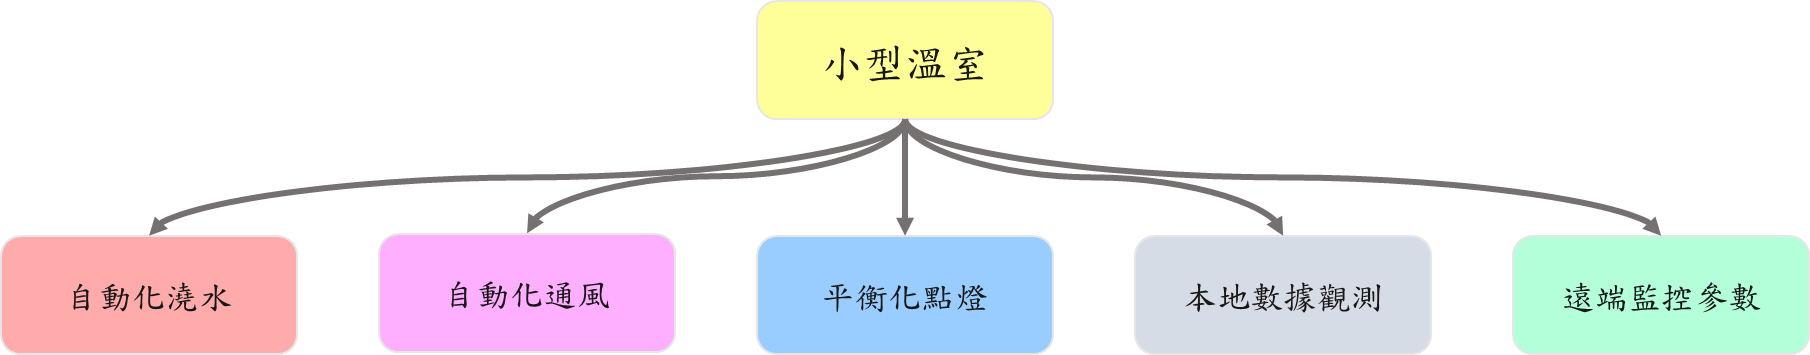 小型溫室
自動化澆水
自動化通風
平衡化點燈
本地數據觀測
遠端監控參數